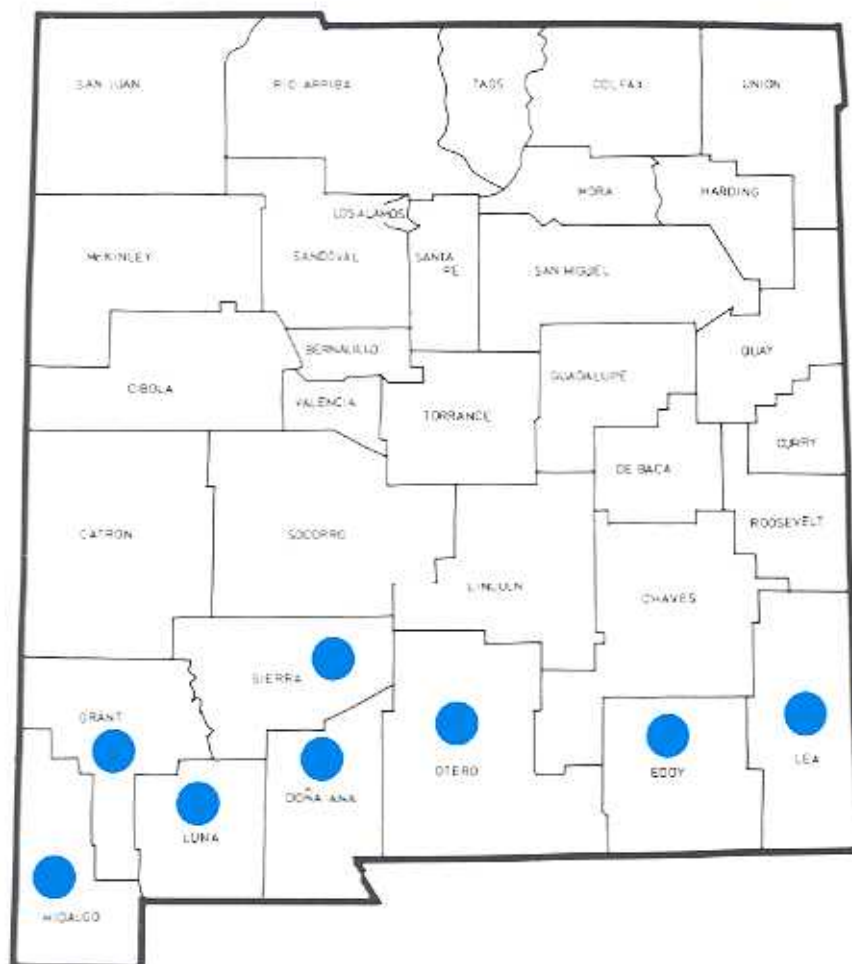 SAN JUAN
RIO ARRIBA
TAOS
COLFAX
UNION
MORA
HARDING
LOS ALAMOS
McKINLEY
SANDOVAL
SANTA
FE
SAN MIGUEL
BERNALILLO
QUAY
GUADALUPE
CIBOLA
VALENCIA
TORRANCE
CURRY
DE BACA
ROOSEVELT
CATRON
SOCORRO
LINCOLN
CHAVES
SIERRA
GRANT
OTERO
EDDY
LEA
DOÑA ANA
LUNA
HIDALGO